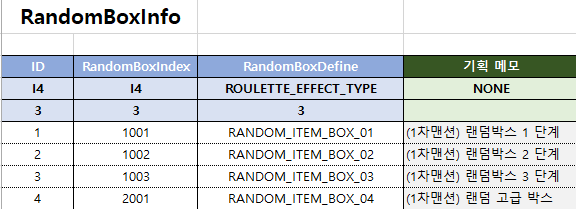 RandomBoxInfo
ID RandomBoxIndex RandomBoxDefine 기획 메모
I4 I4 ROULETTE_EFFECT_TYPE NONE
3 3 3
1 1001 RANDOM_ITEM_BOX_01 (1차맨션) 랜덤박스 1 단계
2 1002 RANDOM_ITEM_BOX_02 (1차맨션) 랜덤박스 2 단계
3 1003 RANDOM_ITEM_BOX_03 (1차맨션) 랜덤박스 3 단계
4 2001 RANDOM_ITEM_BOX_04 (1차맨션) 랜덤 고급 박스